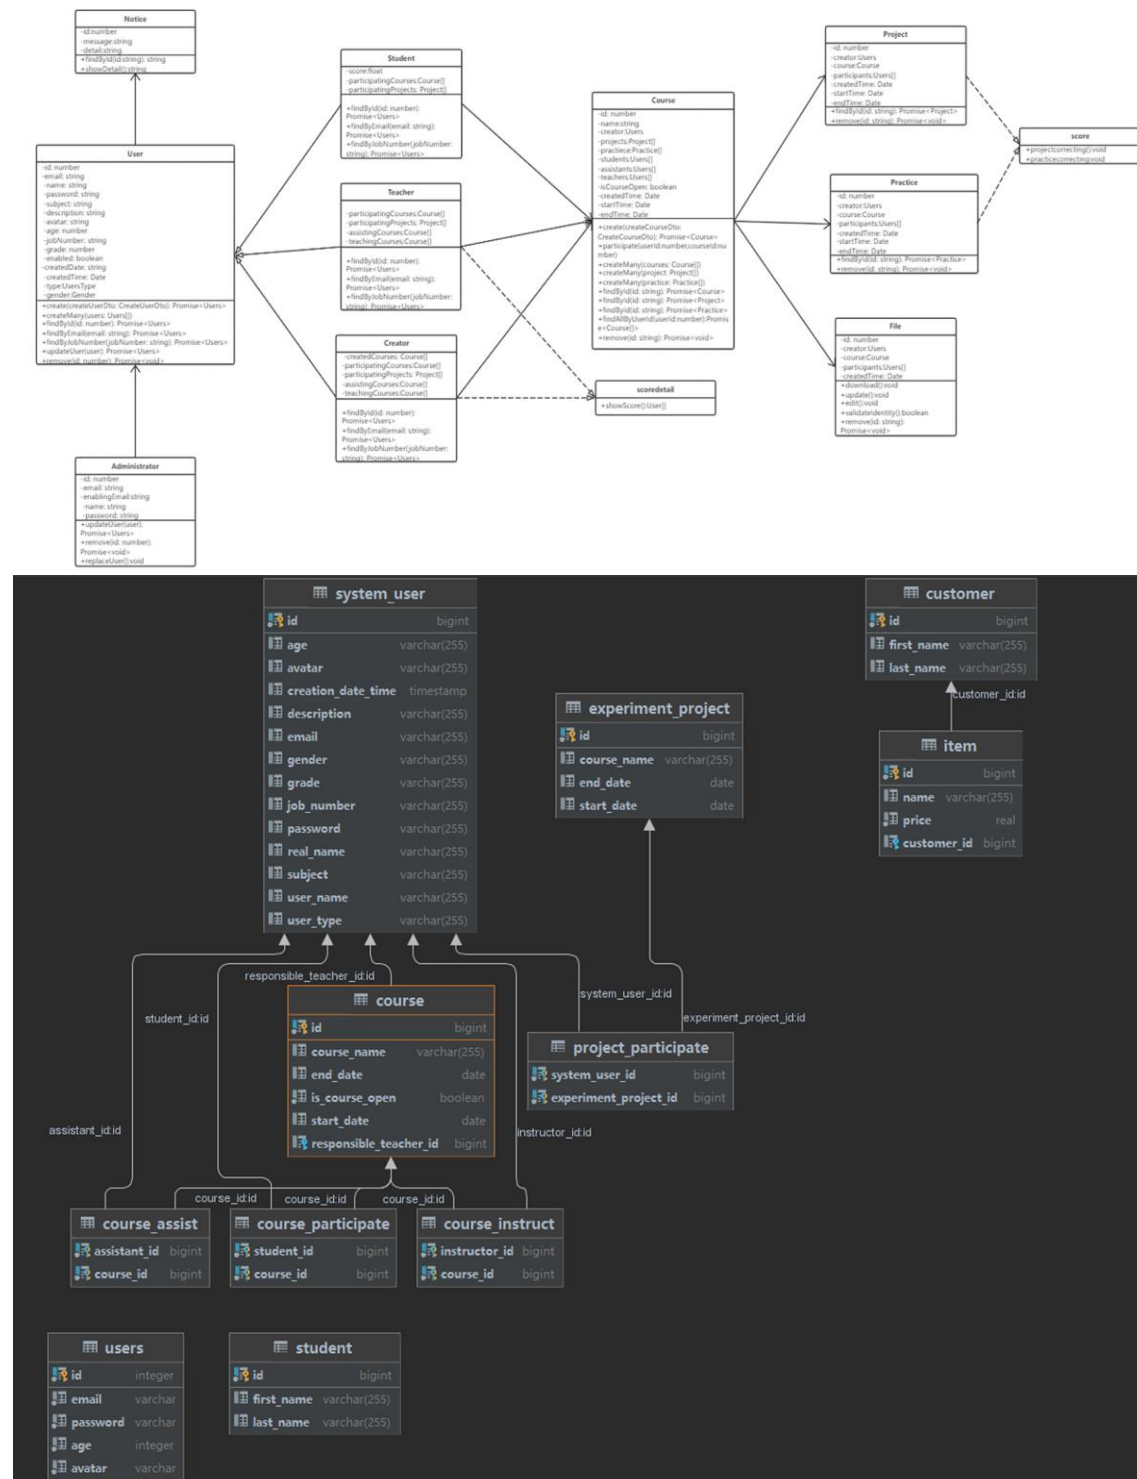 Notice
-id:number
-message:string
-detail:string
+findById(id:string): string
+showDetail():string
User
-id: number
-email: string
-name: string
-password: string
-subject: string
-description: string
-avatar: string
-age: number
-jobNumber: string
-grade: number
-enabled: boolean
-createdDate: string
-createdTime: Date
-type:UsersType
-gender:Gender
+create(createUserDto: CreateUserDto): Promise<Users>
+createMany(users: Users[])
+findById(id: number): Promise<Users>
+findByEmail(email: string): Promise<Users>
+findByJobNumber(jobNumber: string): Promise<Users>
+updateUser(user): Promise<Users>
+remove(id: number): Promise<void>
Administrator
-id: number
-email: string
-enablingEmail:string
-name: string
-password: string
+updateUser(user):
Promise<Users>
+remove(id: number):
Promise<void>
+replaceUser():void
Student
-score:float
-participatingCourses:Course[]
-participatingProjects: Project[]
+findById(id: number):
Promise<Users>
+findByEmail(email: string):
Promise<Users>
+findByJobNumber(jobNumber:
string): Promise<Users>
Teacher
-participatingCourses:Course[]
-participatingProjects: Project[]
-assistingCourses:Course[]
-teachingCourses:Course[]
+findById(id: number):
Promise<Users>
+findByEmail(email: string):
Promise<Users>
+findByJobNumber(jobNumber:
string): Promise<Users>
Creator
-createdCourses: Course[]
-participatingCourses:Course[]
-participatingProjects: Project[]
-assistingCourses:Course[]
-teachingCourses:Course[]
+findById(id: number):
Promise<Users>
+findByEmail(email: string):
Promise<Users>
+findByJobNumber(jobNumber:
string): Promise<Users>
Course
-id: number
-name:string
-creator:Users
-projects:Project[]
-practiece:Practice[]
-students:Users[]
-assistants:Users[]
-teachers:Users[]
-isCourseOpen: boolean
-createdTime: Date
-startTime: Date
-endTime: Date
+create(createCourseDto:
CreateCourseDto): Promise<Course>
+participate(userId:number,courseId:nu
mber)
+createMany(courses: Course[])
+createMany(project: Project[])
+createMany(practice: Practice[])
+findById(id: string): Promise<Course>
+findById(id: string): Promise<Project>
+findById(id: string): Promise<Practice>
+findAllByUserId(userId:number):Promis
e<Course[]>
+remove(id: string): Promise<void>
scoredetail
+showScore():User[]
Project
-id: number
-creator:Users
-course:Course
-participants:Users[]
-createdTime: Date
-startTime: Date
-endTime: Date
+findById(id: string): Promise<Project>
+remove(id: string): Promise<void>
Practice
-id: number
-creator:Users
-course:Course
-participants:Users[]
-createdTime: Date
-startTime: Date
-endTime: Date
+findById(id: string): Promise<Practice>
+remove(id: string): Promise<void>
File
-id: number
-creator:Users
-course:Course
-participants:Users[]
-createdTime: Date
+download():void
+update():void
+edit():void
+validateIdentity():boolean
+remove(id: string):
Promise<void>
score
+projectcorrecting():void
+practicecorrecting:void
system_user
id bigint
age varchar(255)
avatar varchar(255)
creation_date_time timestamp
description varchar(255)
email varchar(255)
gender varchar(255)
grade varchar(255)
job_number varchar(255)
password varchar(255)
real_name varchar(255)
subject varchar(255)
user_name varchar(255)
user_type varchar(255)
experiment_project
id bigint
course_name varchar(255)
end_date date
start_date date
customer
id bigint
first_name varchar(255)
last_name varchar(255)
customer_id:id
item
id bigint
name varchar(255)
price real
customer_id bigint
responsible_teacher_id:id
student_id:id
system_user_id:id
experiment_project_id:id
assistant_id:id
instructor_id:id
course
id bigint
course_name varchar(255)
end_date date
is_course_open boolean
start_date date
responsible_teacher_id bigint
project_participate
system_user_id bigint
experiment_project_id bigint
course_id:id
course_id:id
course_id:id
course_assist
assistant_id bigint
course_id bigint
course_participate
student_id bigint
course_id bigint
course_instruct
instructor_id bigint
course_id bigint
users
id integer
email varchar
password varchar
age integer
avatar varchar
student
id bigint
first_name varchar(255)
last_name varchar(255)